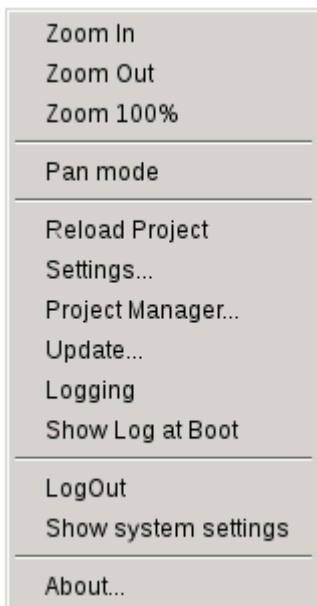 Zoom In
Zoom Out
Zoom 100%
Pan mode
Reload Project
Settings...
Project Manager...
Update...
Logging
Show Log at Boot
LogOut
Show system settings
About...